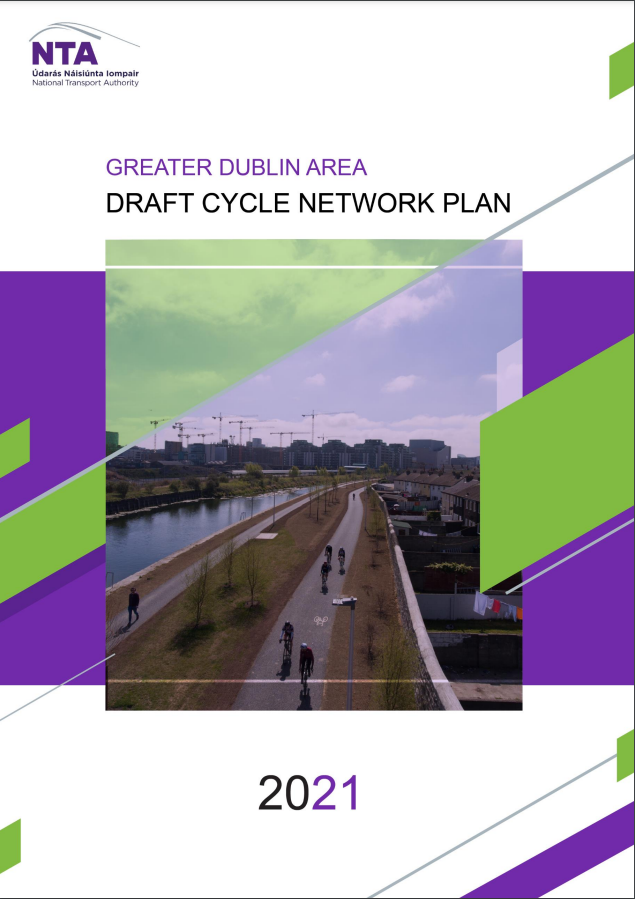 NTA
Údarás Náisiúnta Iompair
National Transport Authority
GREATER DUBLIN AREA
DRAFT CYCLE NETWORK PLAN
2021